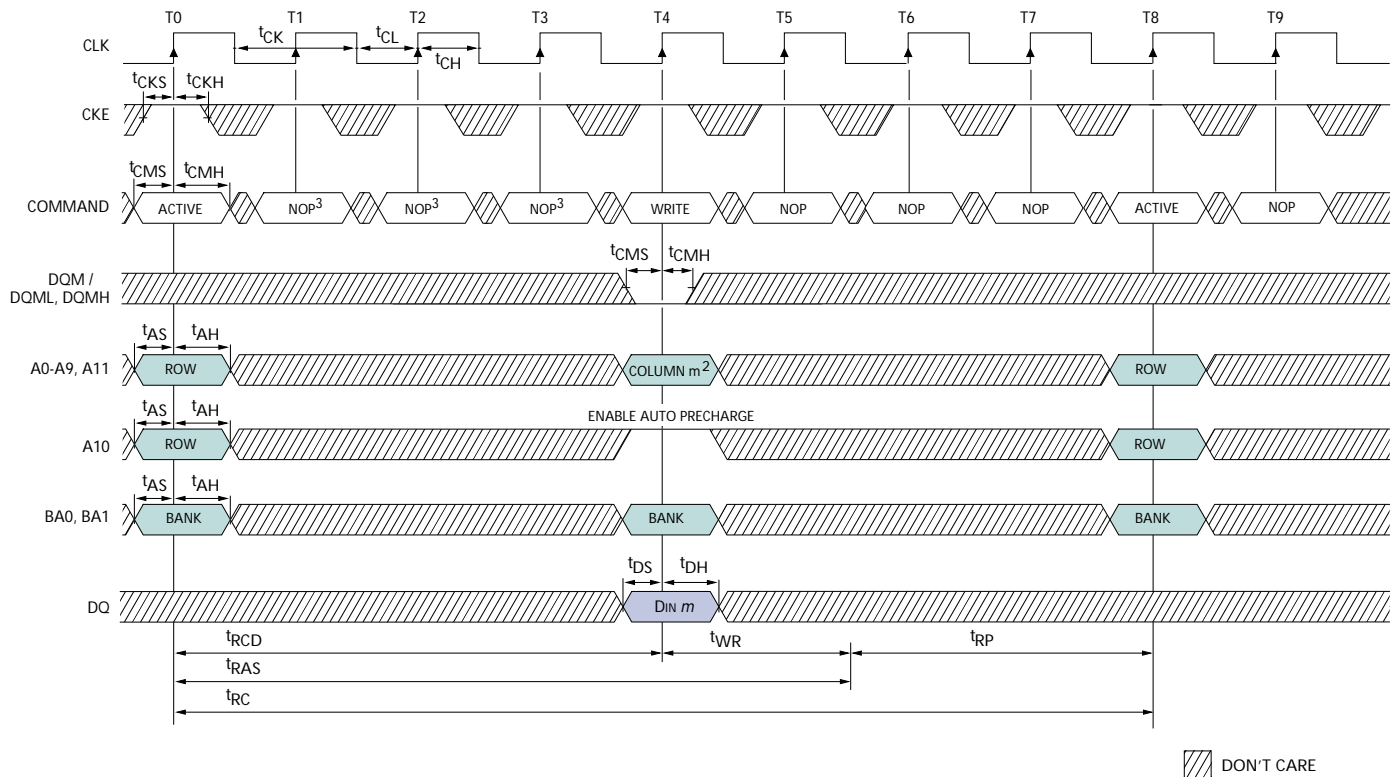 T0 T1 T2 T3 T4 T5 T6 T7 T8 T9
CLK tCK tCL tCH
tCKS tCKH
CKE
tCMS tCMH
COMMAND ACTIVE NOP3 NOP3 NOP3 WRITE NOP NOP NOP ACTIVE NOP
tCMS tCMH
DQM /
DQML, DQMH
tAS tAH
A0-A9, A11 ROW COLUMN m2 ROW
ENABLE AUTO PRECHARGE
tAS tAH
A10 ROW ROW
tAS tAH
BA0, BA1 BANK BANK BANK
tDS tDH
DQ DIN m
tRCD tWR tRP
tRAS
tRC
DON'T CARE